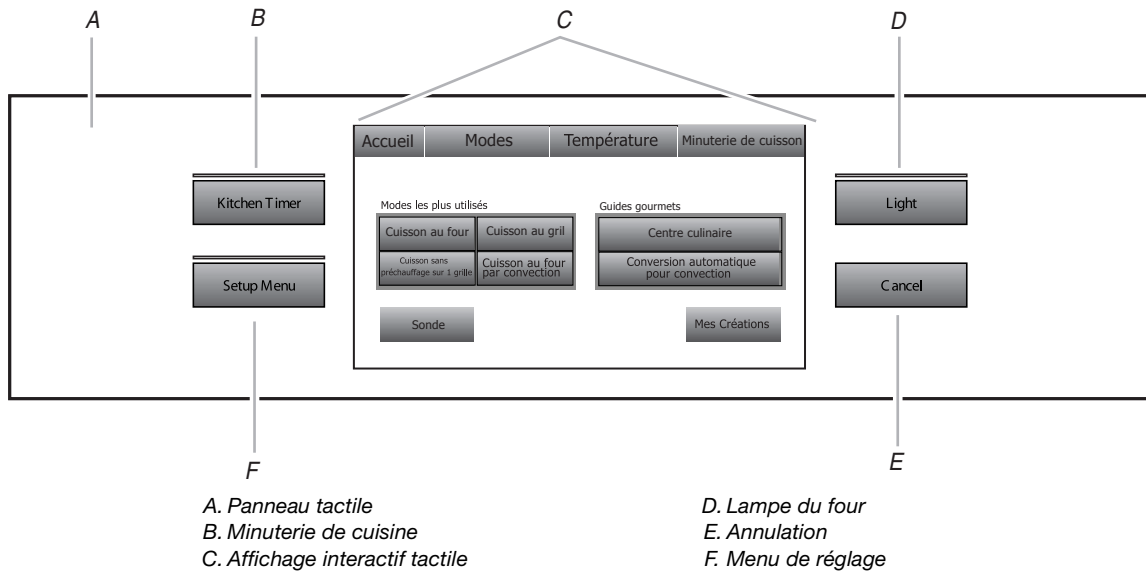 A
B
C
D
Accueil
Modes
Température
Minuterie de cuisson
Kitchen Timer
Light
Modes les plus utilisés
Guides gourmets
Cuisson au four
Cuisson au gril
Centre culinaire
Cuisson sans
préchauffage sur 1 grille
Cuisson au four
par convection
Conversion automatique
pour convection
Setup Menu
Cancel
Sonde
Mes Créations
F
E
A. Panneau tactile
B. Minuterie de cuisine
C. Affichage interactif tactile
D. Lampe du four
E. Annulation
F. Menu de réglage